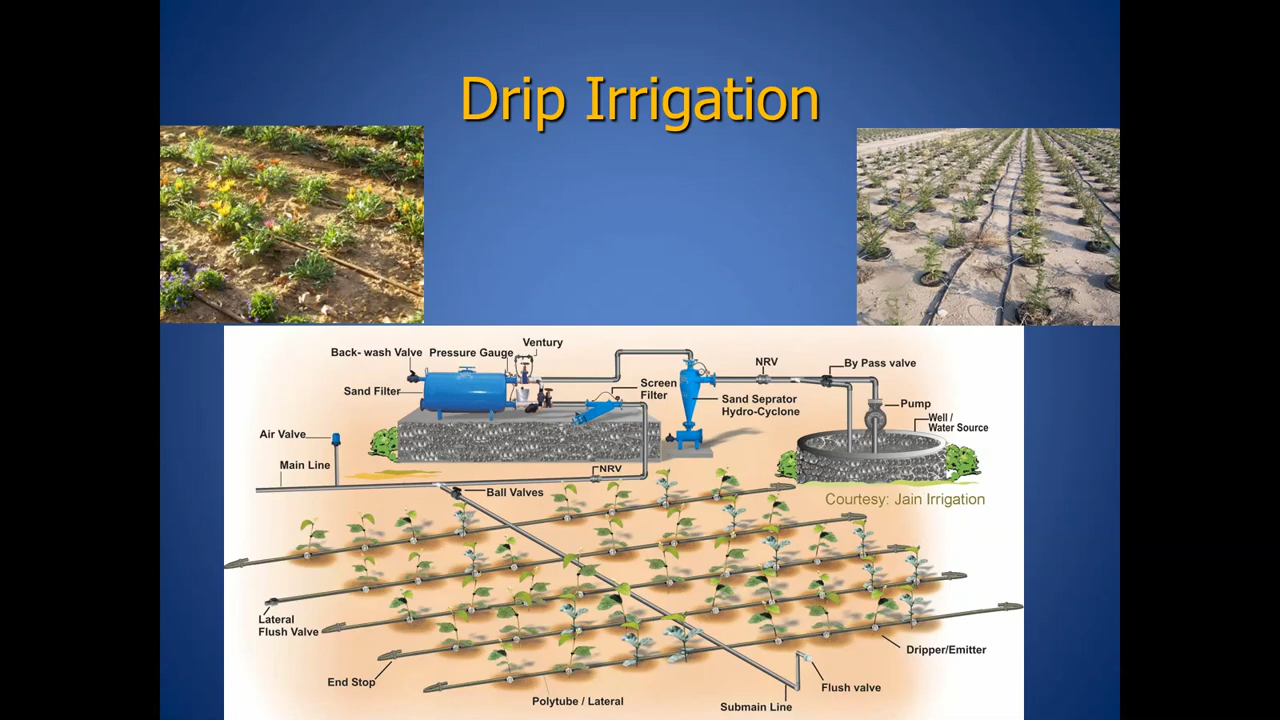 Drip Irrigation
Ventury
Back- wash Valve
Pressure Gauge
NRV
By Pass valve
Sand Filter
Screen
Filter
Sand Seprator
Hydro-Cyclone
Pump
Well /
Water Source
Air Valve
Main Line
NRV
Ball Valves
Courtesy: Jain Irrigation
Lateral
Flush Valve
Dripper/Emitter
End Stop
Flush valve
Polytube / Lateral
Submain Line